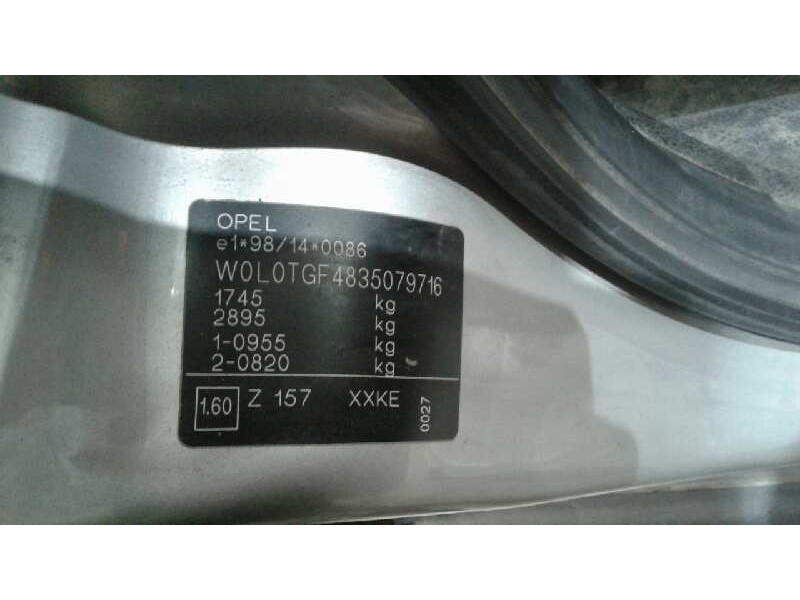 OPEL
e1*98/14*0086
W0L0TGF4835079716
1745 kg
2895 kg
1-0955 kg
2-0820 kg
1.60 Z 157 XXKE 0027